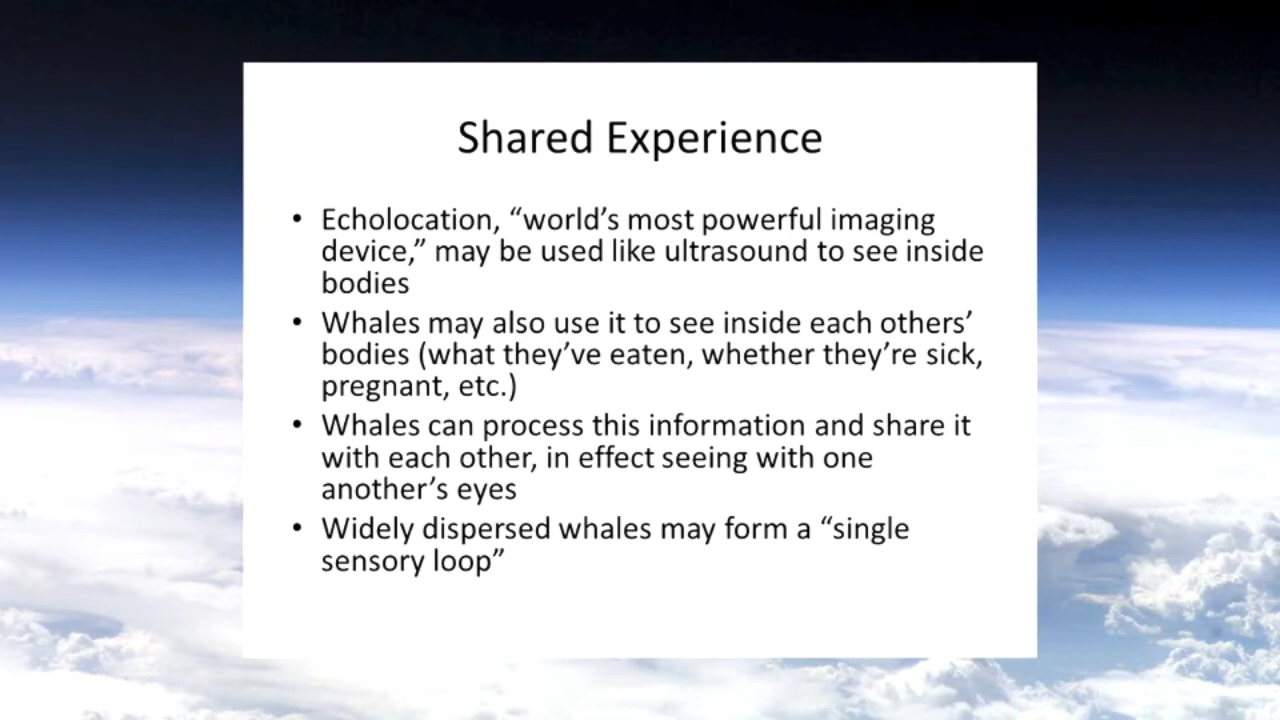 Shared Experience
• Echolocation, “world’s most powerful imaging
device,” may be used like ultrasound to see inside
bodies
• Whales may also use it to see inside each others’
bodies (what they’ve eaten, whether they’re sick,
pregnant, etc.)
• Whales can process this information and share it
with each other, in effect seeing with one
another’s eyes
• Widely dispersed whales may form a “single
sensory loop”